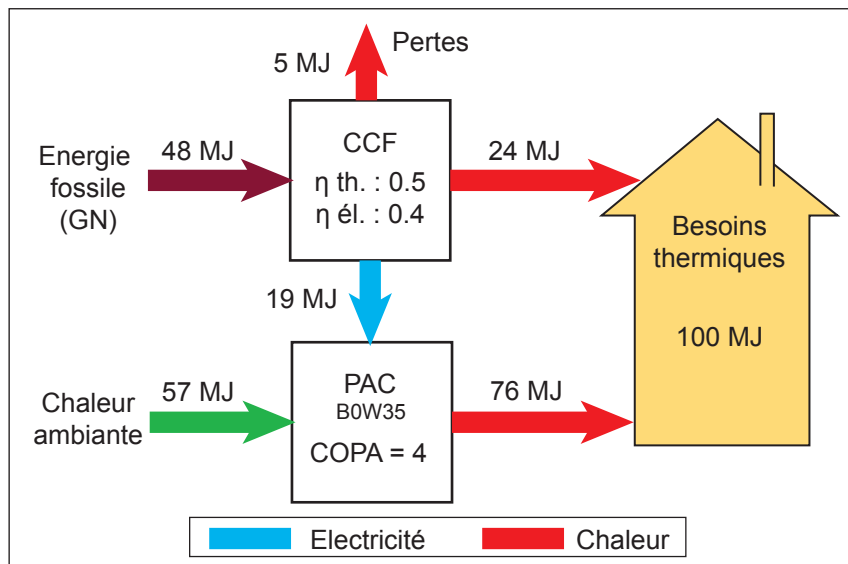 Pertes
5 MJ
Energie
fossile
(GN)
48 MJ
CCF
η th. : 0.5
η él. : 0.4
24 MJ
Besoins
thermiques
100 MJ
19 MJ
Chaleur
ambiante
57 MJ
PAC
B0W35
COPA = 4
76 MJ
Electricité
Chaleur